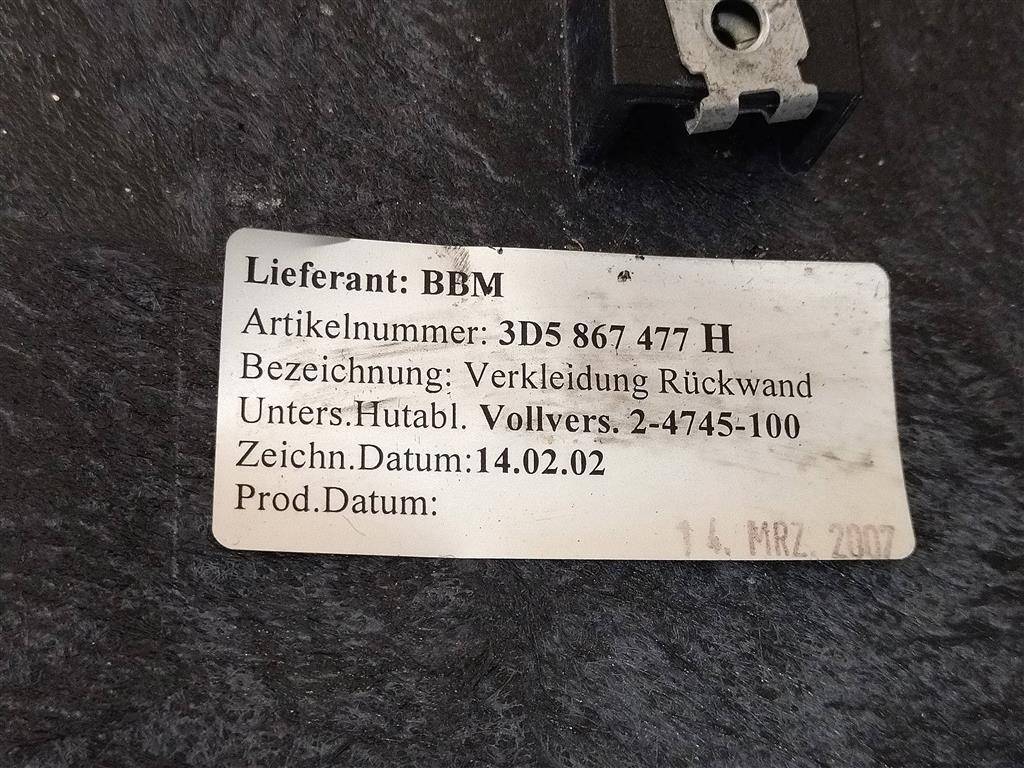 Lieferant: BBM
Artikelnummer: 3D5 867 477 H
Bezeichnung: Verkleidung Rückwand
Unters.Hutabl. Vollvers. 2-4745-100
Zeichn.Datum:14.02.02
Prod.Datum:
14. MRZ. 2007